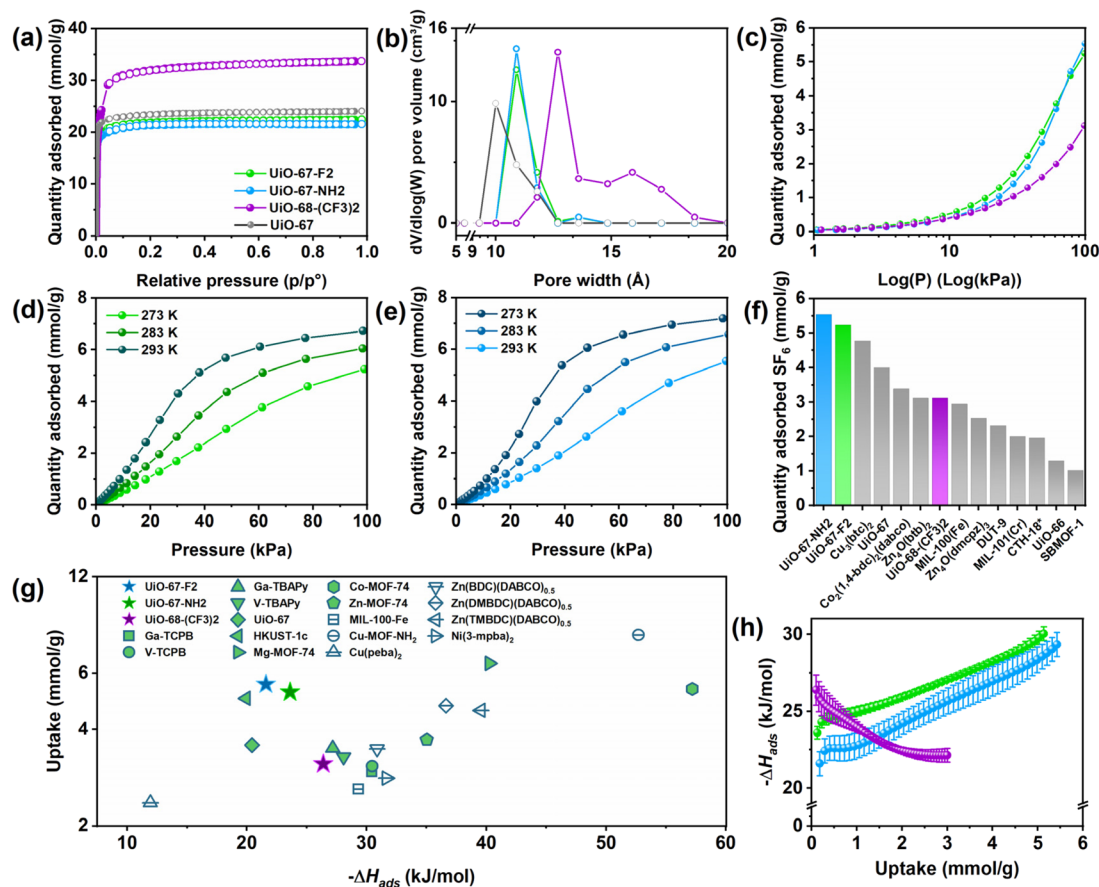 (a)
Quantity adsorbed (mmol/g)
40
30
20
10
0
UiO-67-F2
UiO-67-NH2
UiO-68-(CF3)2
UiO-67
0.0 0.2 0.4 0.6 0.8 1.0
Relative pressure (p/p°)
(b)
dV/dlog(W) pore volume (cm³/g)
16
10
0
5 9 10 15 20
Pore width (Å)
(c)
Quantity adsorbed (mmol/g)
6
5
4
3
2
1
0
1 10 100
Log(P) (Log(kPa))
(d)
Quantity adsorbed (mmol/g)
8
6
4
2
0
273 K
283 K
293 K
0 20 40 60 80 100
Pressure (kPa)
(e)
Quantity adsorbed (mmol/g)
8
6
4
2
0
273 K
283 K
293 K
0 20 40 60 80 100
Pressure (kPa)
(f)
Quantity adsorbed SF₆ (mmol/g)
6
5
4
3
2
1
0
UiO-67-NH2
UiO-67-F2
Cu₃(btc)₂
UiO-67
Co₂(1,4-bdc)₂(dabco)
Zn₄O(btb)₂
UiO-68-(CF3)2
MIL-100(Fe)
Zn₄O(dmcpz)₃
DUT-9
MIL-101(Cr)
CTH-18*
UiO-66
SBMOF-1
(g)
Uptake (mmol/g)
12
6
4
2
UiO-67-F2
UiO-67-NH2
UiO-68-(CF3)2
Ga-TCPB
V-TCPB
Ga-TBAPy
V-TBAPy
UiO-67
HKUST-1c
Mg-MOF-74
Co-MOF-74
Zn-MOF-74
MIL-100-Fe
Cu-MOF-NH₂
Cu(peba)₂
Zn(BDC)(DABCO)₀.₅
Zn(DMBDC)(DABCO)₀.₅
Zn(TMBDC)(DABCO)₀.₅
Ni(3-mpba)₂
10 20 30 40 50 60
-ΔHads (kJ/mol)
(h)
-ΔHads (kJ/mol)
30
25
22
0
0 1 2 3 4 5 6
Uptake (mmol/g)